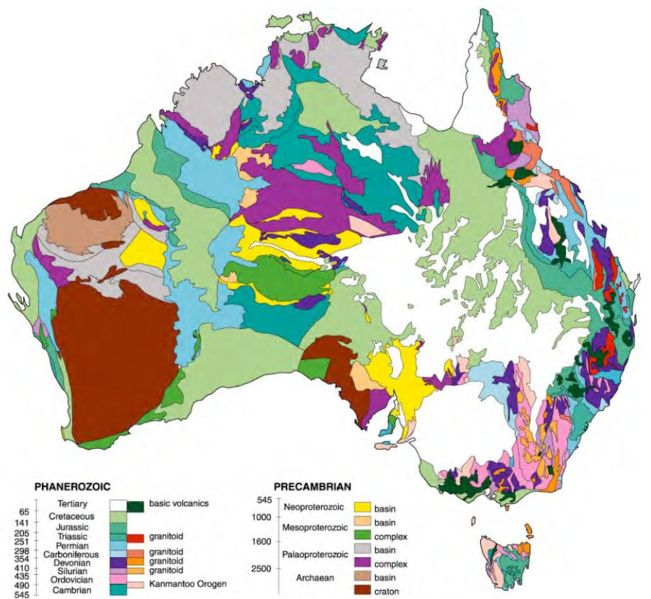 PHANEROZOIC
Tertiary
basic volcanics
65
Cretaceous
141
Jurassic
205
Triassic
granitoid
251
Permian
298
Carboniferous
granitoid
354
Devonian
granitoid
410
Silurian
granitoid
435
Ordovician
490
Cambrian
Kanmantoo Orogen
545
PRECAMBRIAN
545
Neoproterozoic
basin
1000
Mesoproterozoic
basin
complex
1600
Palaoproterozoic
basin
complex
2500
Archaean
basin
craton